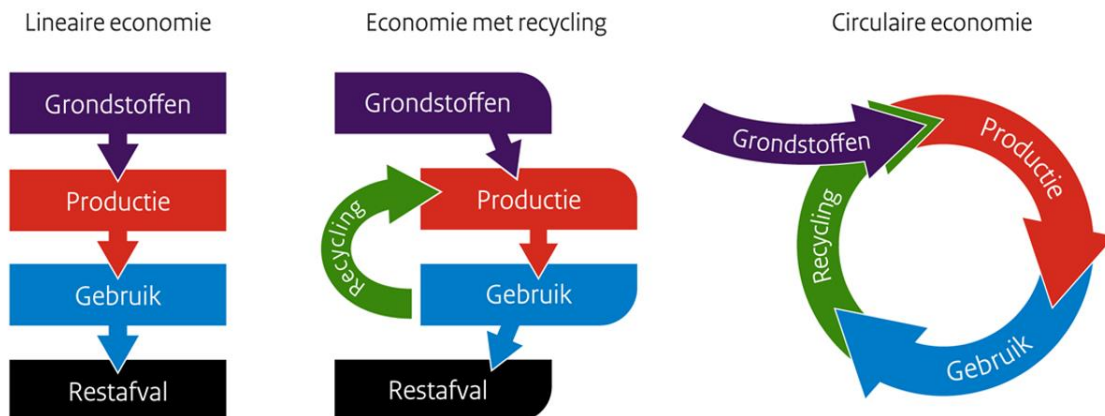 Lineaire economie
Grondstoffen
Productie
Gebruik
Restafval
Economie met recycling
Grondstoffen
Productie
Recycling
Gebruik
Restafval
Circulaire economie
Grondstoffen
Productie
Gebruik
Recycling